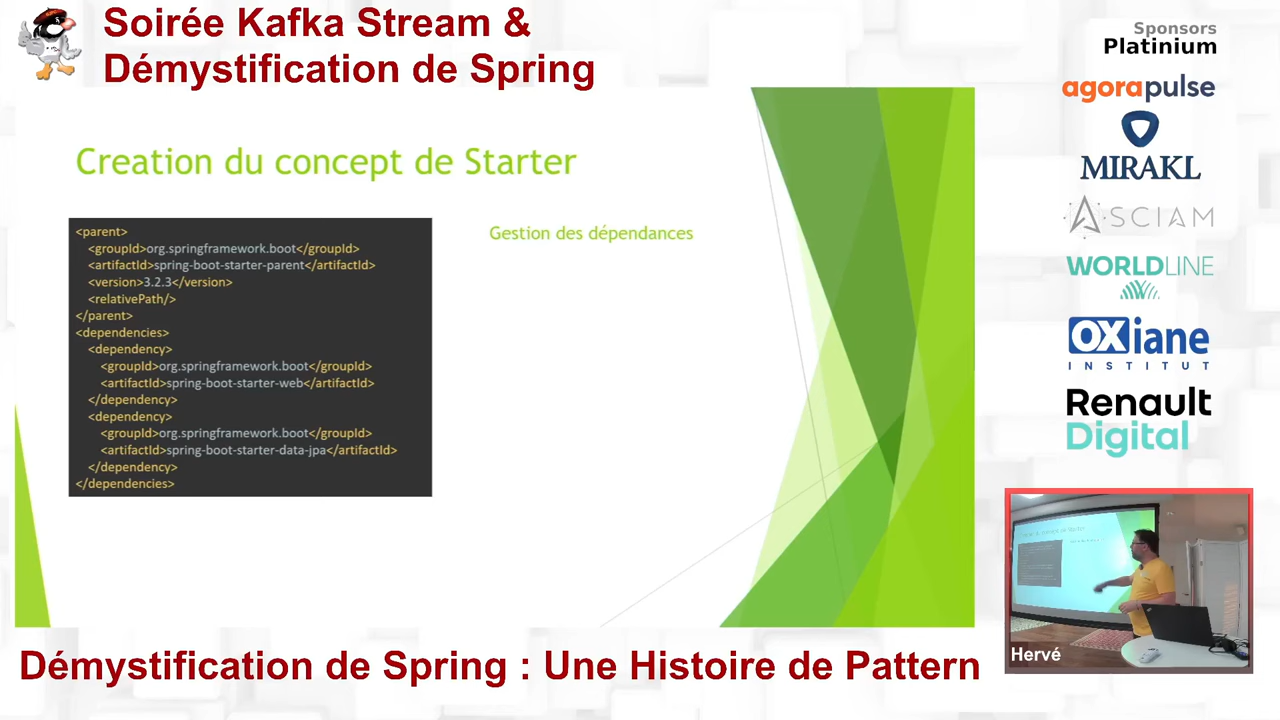 Soirée Kafka Stream &
Démystification de Spring
Sponsors
Platinium
agorapulse
MIRAKL
ASCIAM
WORLDLINE
OXiane
INSTITUT
Renault
Digital
Creation du concept de Starter
<parent>
<groupId>org.springframework.boot</groupId>
<artifactId>spring-boot-starter-parent</artifactId>
<version>3.2.3</version>
<relativePath/>
</parent>
<dependencies>
<dependency>
<groupId>org.springframework.boot</groupId>
<artifactId>spring-boot-starter-web</artifactId>
</dependency>
<dependency>
<groupId>org.springframework.boot</groupId>
<artifactId>spring-boot-starter-data-jpa</artifactId>
</dependency>
</dependencies>
Gestion des dépendances
Hervé
Démystification de Spring : Une Histoire de Pattern